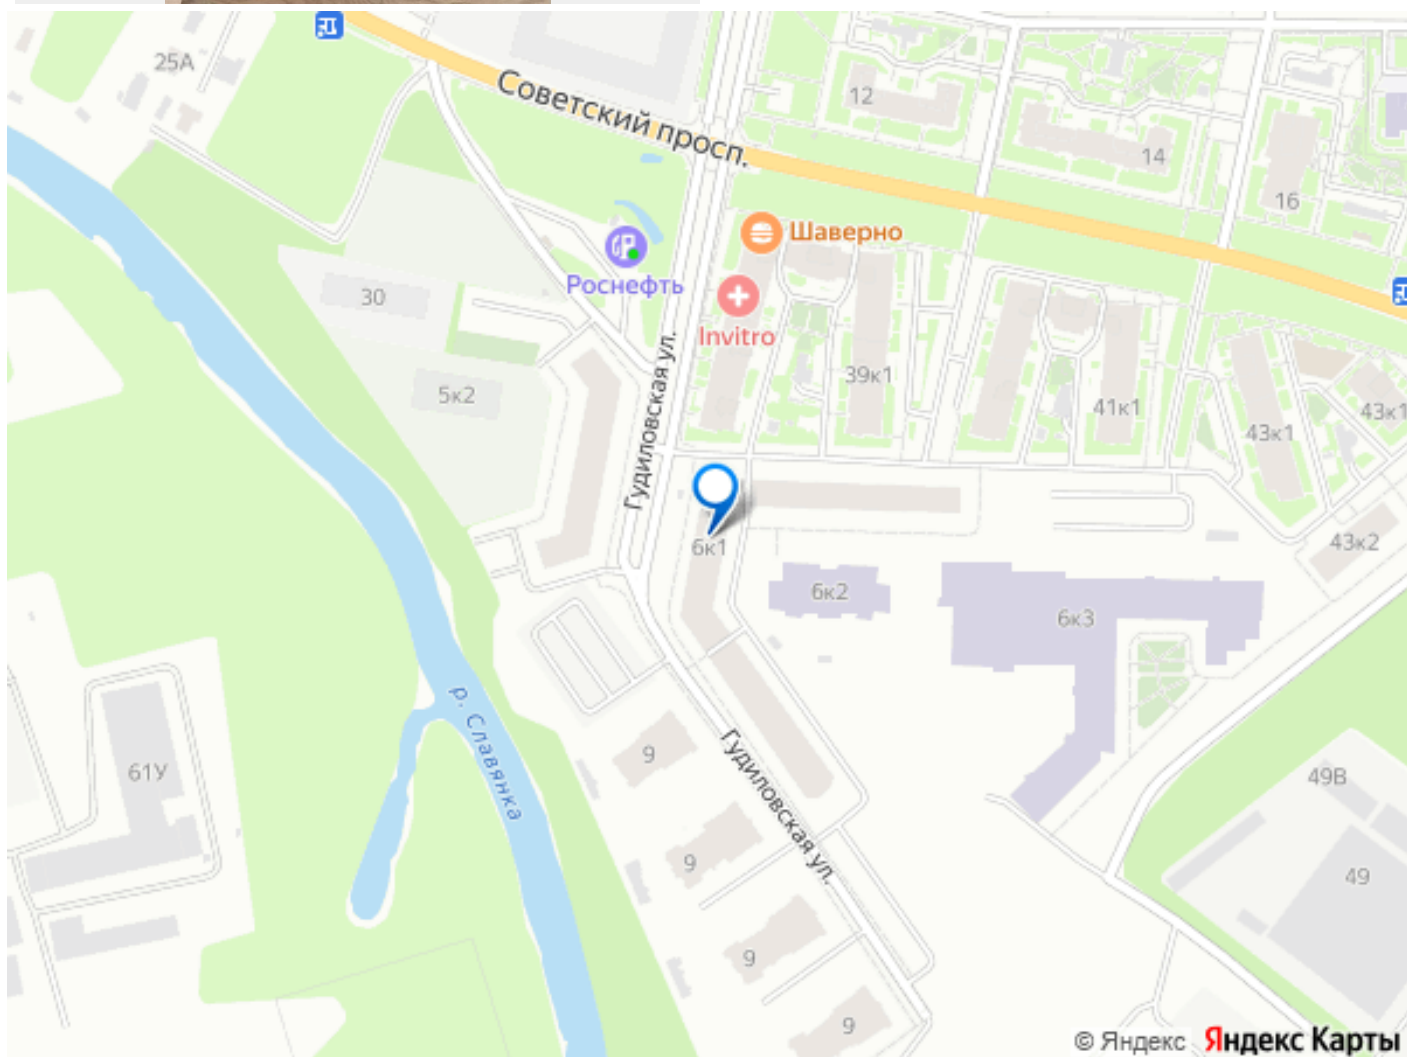 25А
Советский просп.
12
14
16
Шаверно
Роснефть
Invitro
30
Гудиловская ул.
39к1
5к2
41к1
43к1
43к1
6к1
43к2
6к2
6к3
р. Славянка
9
Гудиловская ул.
61У
49В
9
49
9
9
© Яндекс Яндекс Карты